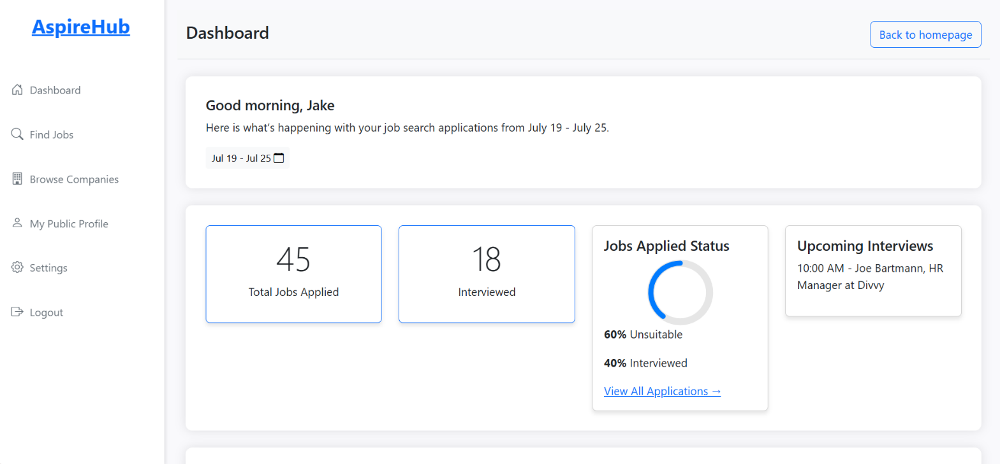 AspireHub
Dashboard
Find Jobs
Browse Companies
My Public Profile
Settings
Logout
Dashboard
Back to homepage
Good morning, Jake
Here is what’s happening with your job search applications from July 19 - July 25.
Jul 19 - Jul 25
45
Total Jobs Applied
18
Interviewed
Jobs Applied Status
60% Unsuitable
40% Interviewed
View All Applications →
Upcoming Interviews
10:00 AM - Joe Bartmann, HR
Manager at Divvy